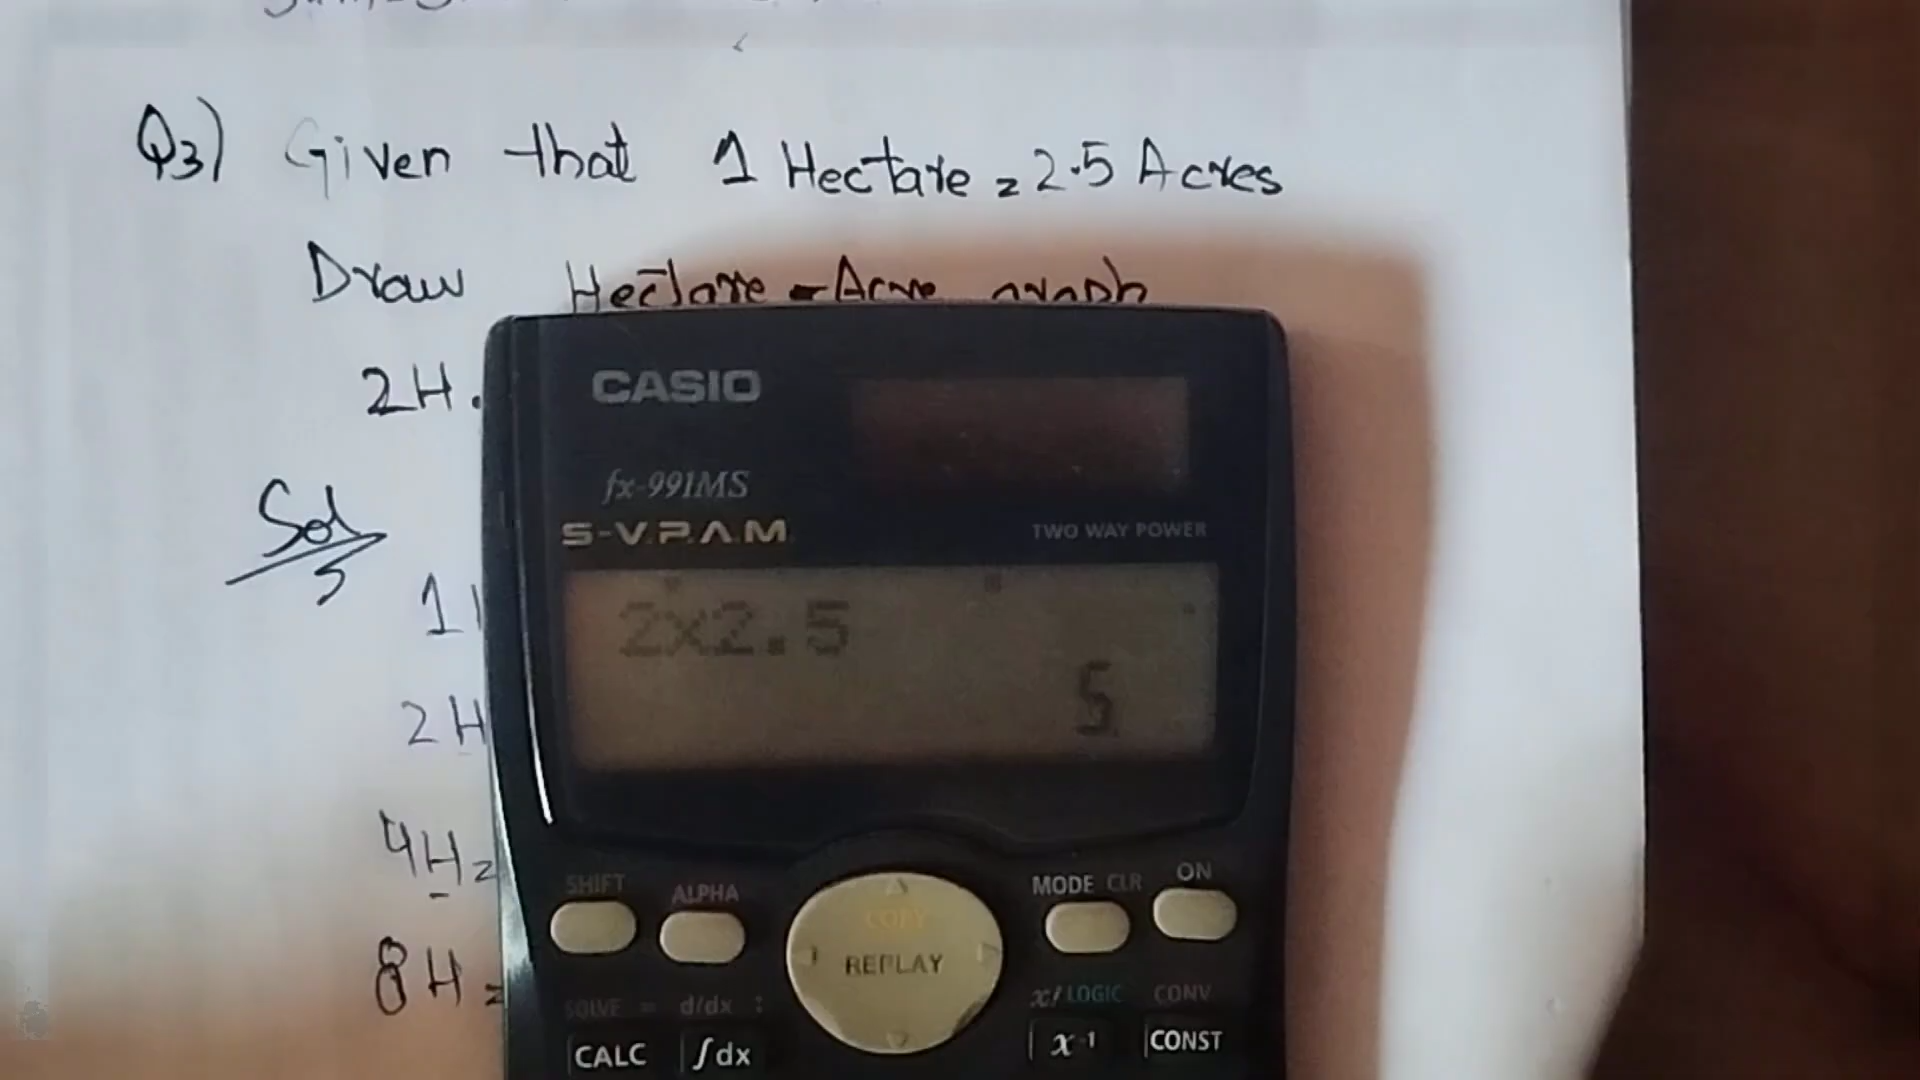 Q3) Given that 1 Hectare = 2.5 Acres
Draw Hectare - Acre graph
2H.
Sol
1
2H
4H =
8H =
CASIO
fx-991MS
S-V.P.A.M.
TWO WAY POWER
2x2.5
5.
SHIFT ALPHA MODE CLR ON
COPY
REPLAY
SOLVE = d/dx : x! LOGIC CONV
CALC ∫dx x-1 CONST